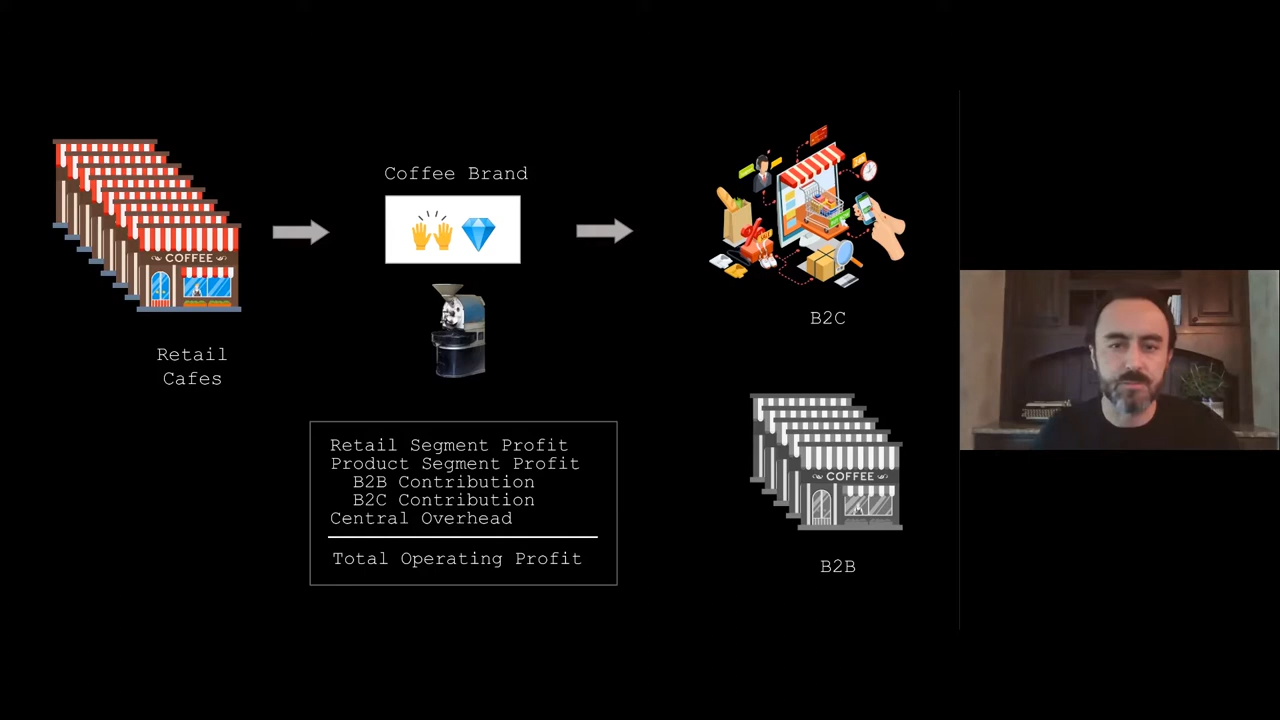 Coffee Brand
COFFEE
Retail
Cafes
B2C
Retail Segment Profit
Product Segment Profit
B2B Contribution
B2C Contribution
Central Overhead
Total Operating Profit
COFFEE
B2B